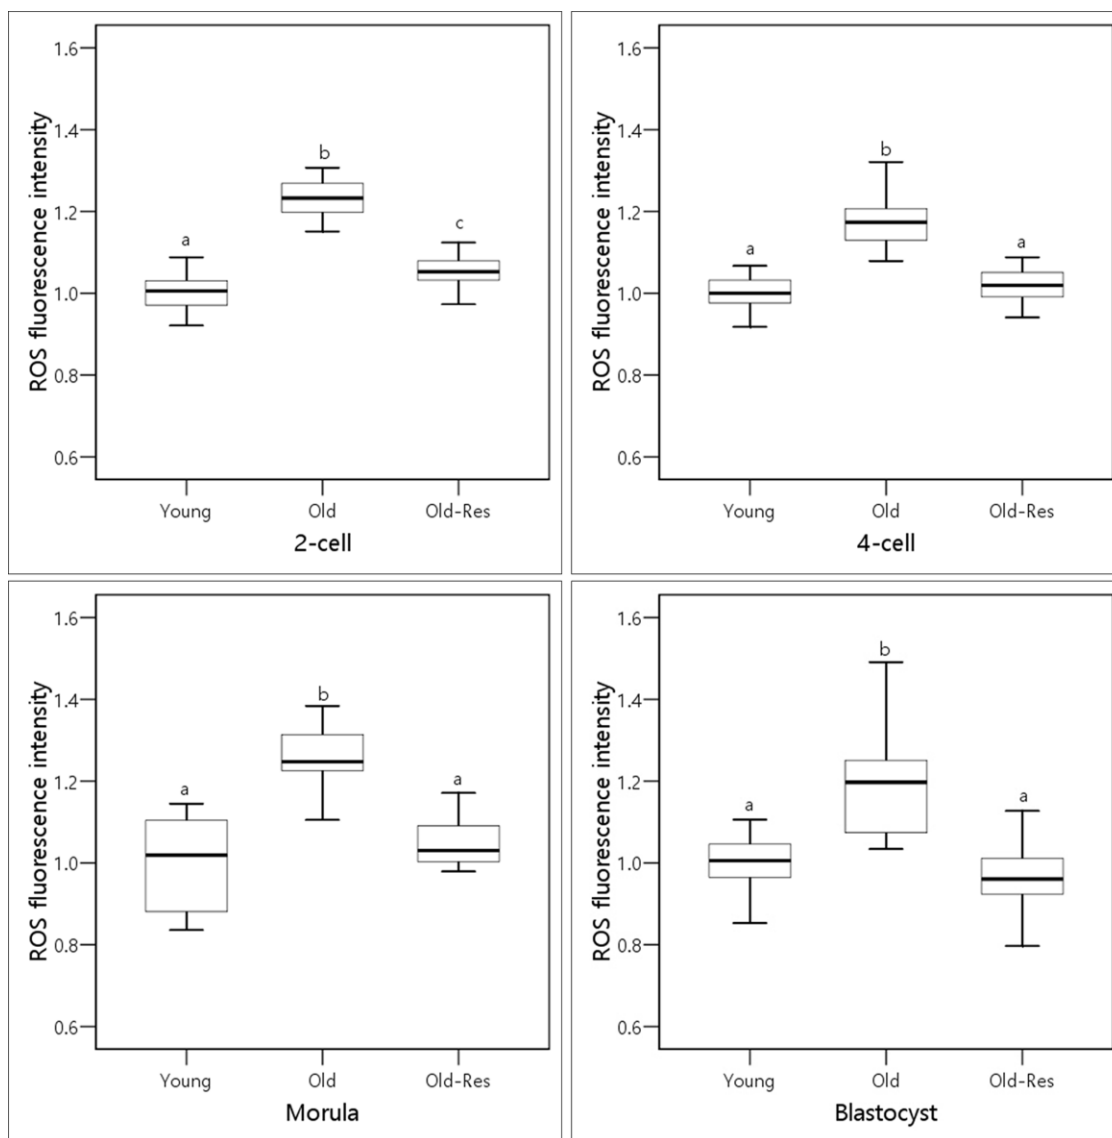 ROS fluorescence intensity
1.6
1.4
1.2
1.0
0.8
0.6
a
b
c
Young Old Old-Res
2-cell
ROS fluorescence intensity
1.6
1.4
1.2
1.0
0.8
0.6
a
b
a
Young Old Old-Res
4-cell
ROS fluorescence intensity
1.6
1.4
1.2
1.0
0.8
0.6
a
b
a
Young Old Old-Res
Morula
ROS fluorescence intensity
1.6
1.4
1.2
1.0
0.8
0.6
a
b
a
Young Old Old-Res
Blastocyst